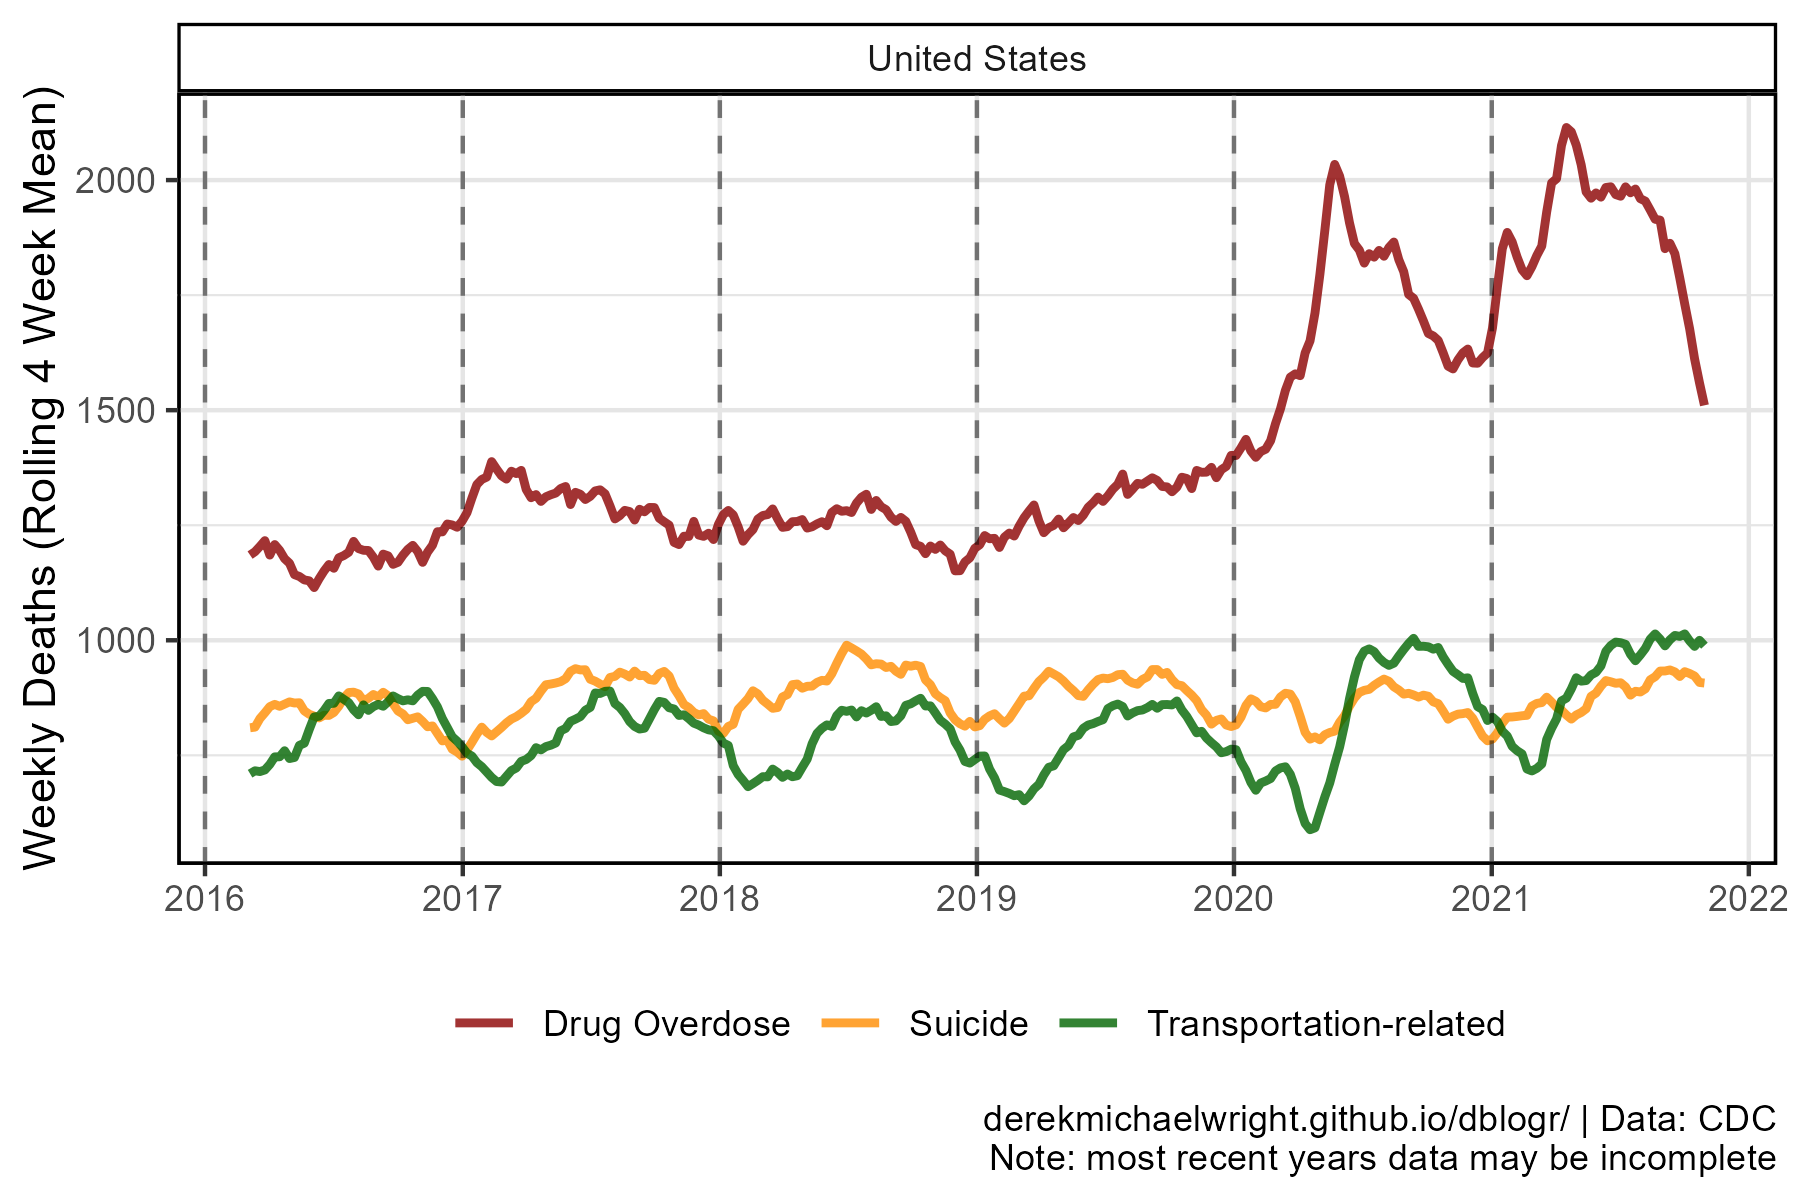 United States
Weekly Deaths (Rolling 4 Week Mean)
2000
1500
1000
2016 2017 2018 2019 2020 2021 2022
Drug Overdose Suicide Transportation-related
derekmichaelwright.github.io/dblogr/ | Data: CDC
Note: most recent years data may be incomplete